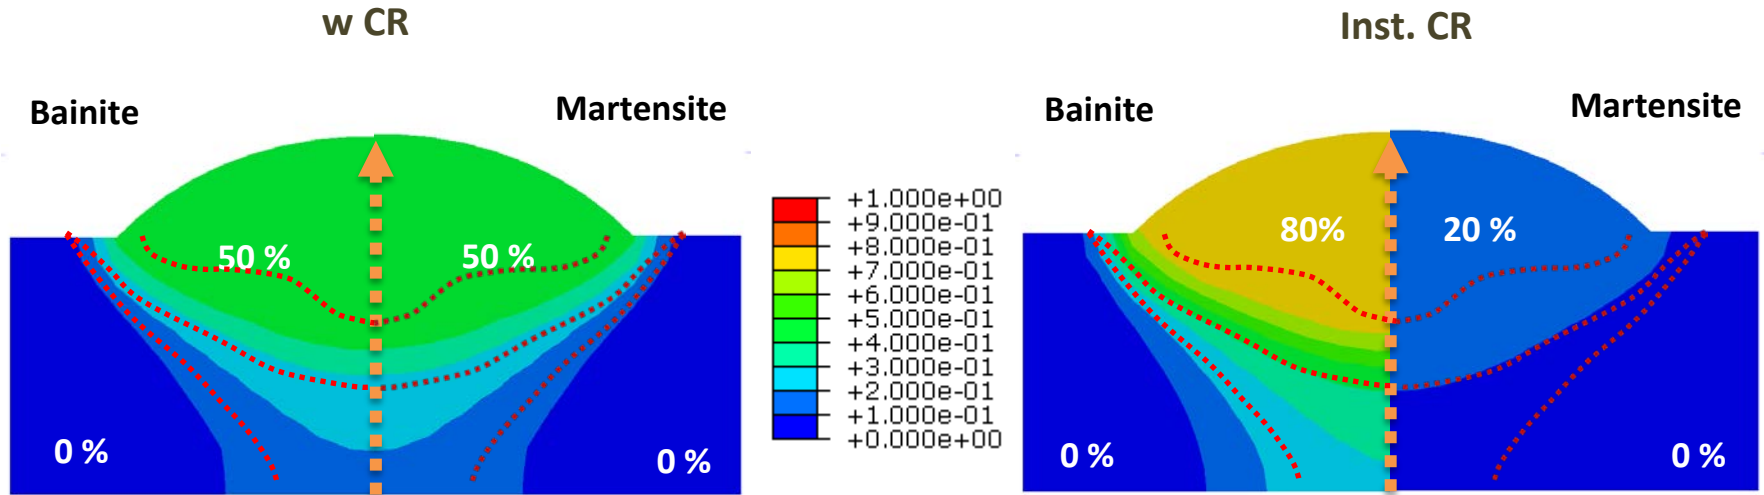 w CR
Inst. CR
Bainite
Martensite
Bainite
Martensite
50 %
50 %
0 %
0 %
+1.000e+00
+9.000e-01
+8.000e-01
+7.000e-01
+6.000e-01
+5.000e-01
+4.000e-01
+3.000e-01
+2.000e-01
+1.000e-01
+0.000e+00
80%
20 %
0 %
0 %